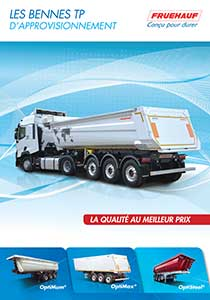 LES BENNES TP
D'APPROVISIONNEMENT
FRUEHAUF
Conçu pour durer
LA QUALITÉ AU MEILLEUR PRIX
OptiMum®
OptiMax®
OptiSteel®